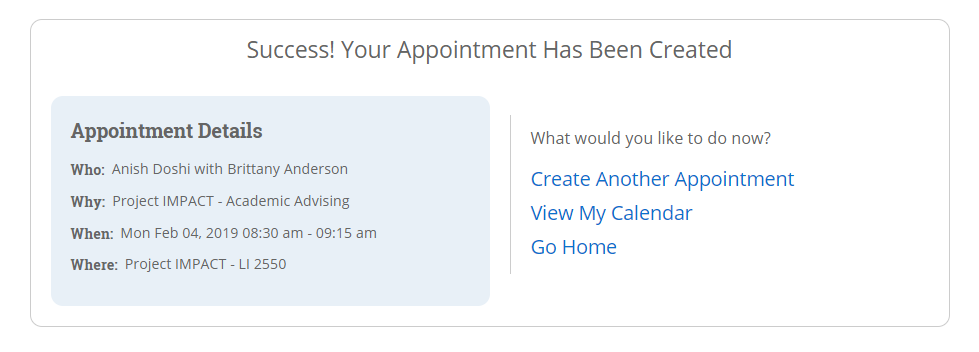 Success! Your Appointment Has Been Created
Appointment Details
Who: Anish Doshi with Brittany Anderson
Why: Project IMPACT - Academic Advising
When: Mon Feb 04, 2019 08:30 am - 09:15 am
Where: Project IMPACT - LI 2550
What would you like to do now?
Create Another Appointment
View My Calendar
Go Home